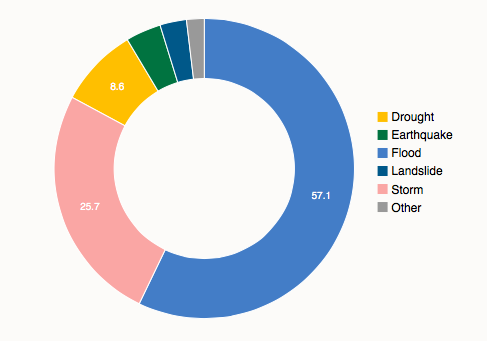 8.6
57.1
25.7
Drought
Earthquake
Flood
Landslide
Storm
Other